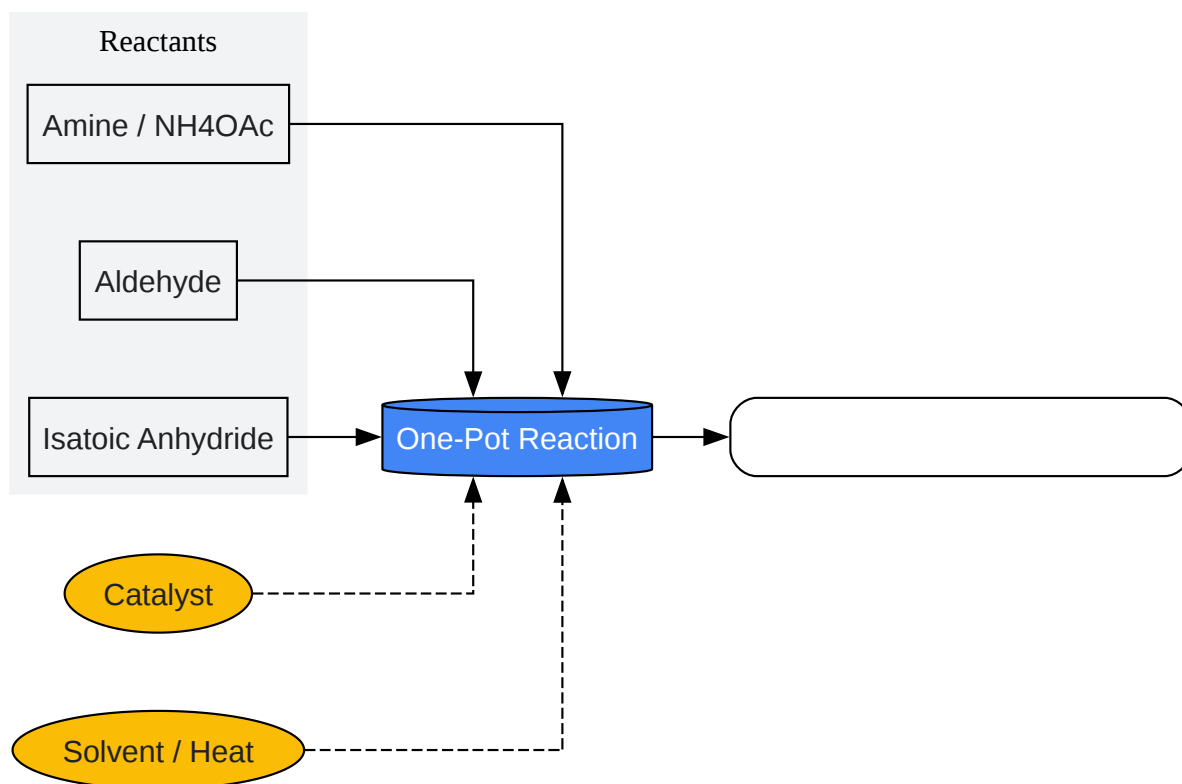 Reactants
Amine / NH4OAc
Aldehyde
Isatoic Anhydride
One-Pot Reaction
Catalyst
Solvent / Heat